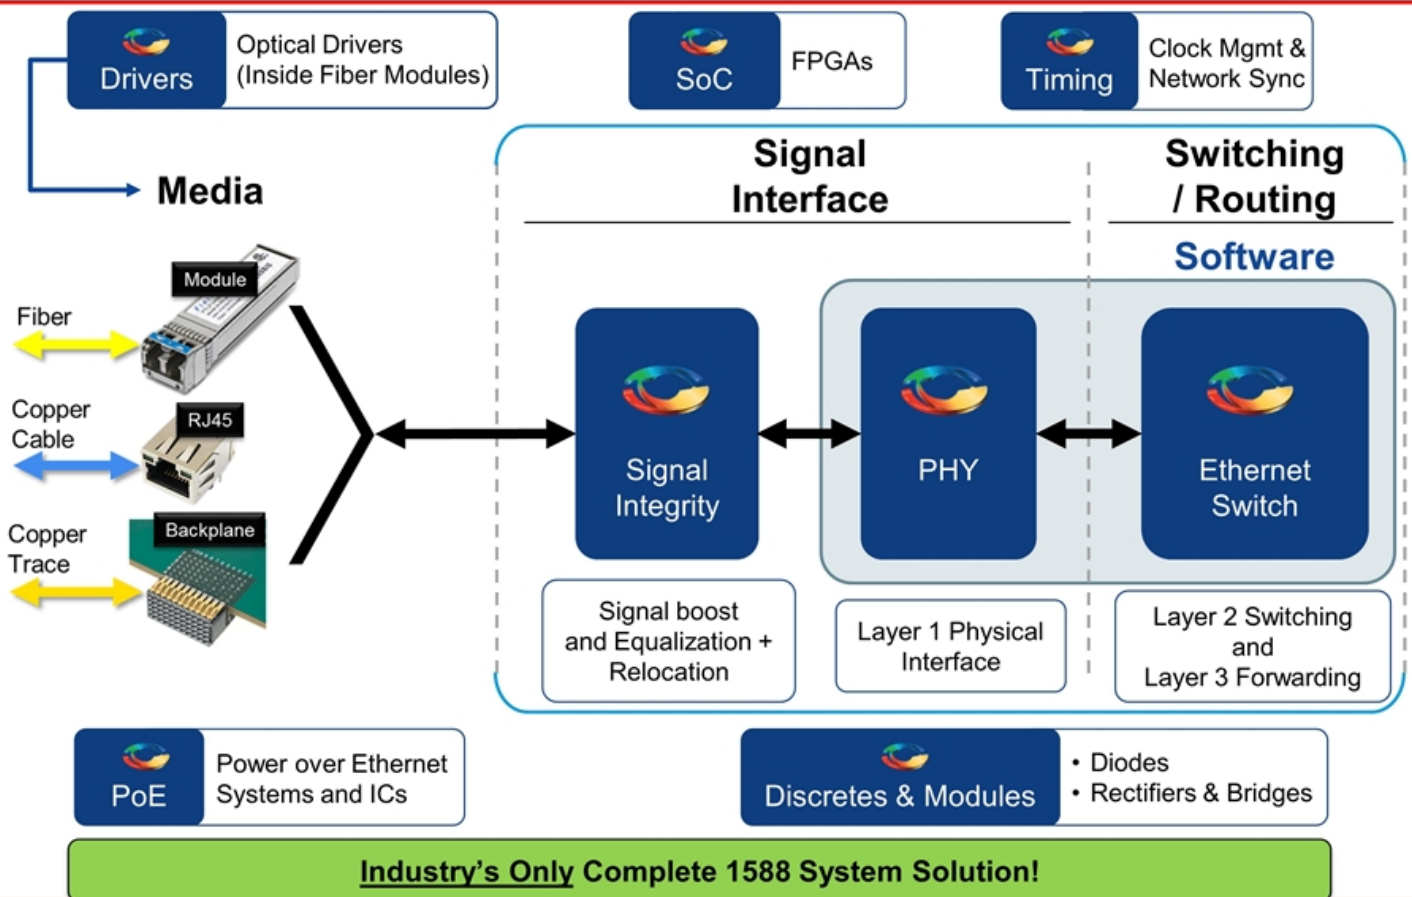 Drivers
Optical Drivers
(Inside Fiber Modules)
SoC
FPGAs
Timing
Clock Mgmt &
Network Sync
Media
Signal
Interface
Switching
/ Routing
Software
Module
Fiber
Copper
Cable
RJ45
Copper
Trace
Backplane
Signal
Integrity
PHY
Ethernet
Switch
Signal boost
and Equalization +
Relocation
Layer 1 Physical
Interface
Layer 2 Switching
and
Layer 3 Forwarding
PoE
Power over Ethernet
Systems and ICs
Discretes & Modules
• Diodes
• Rectifiers & Bridges
Industry's Only Complete 1588 System Solution!